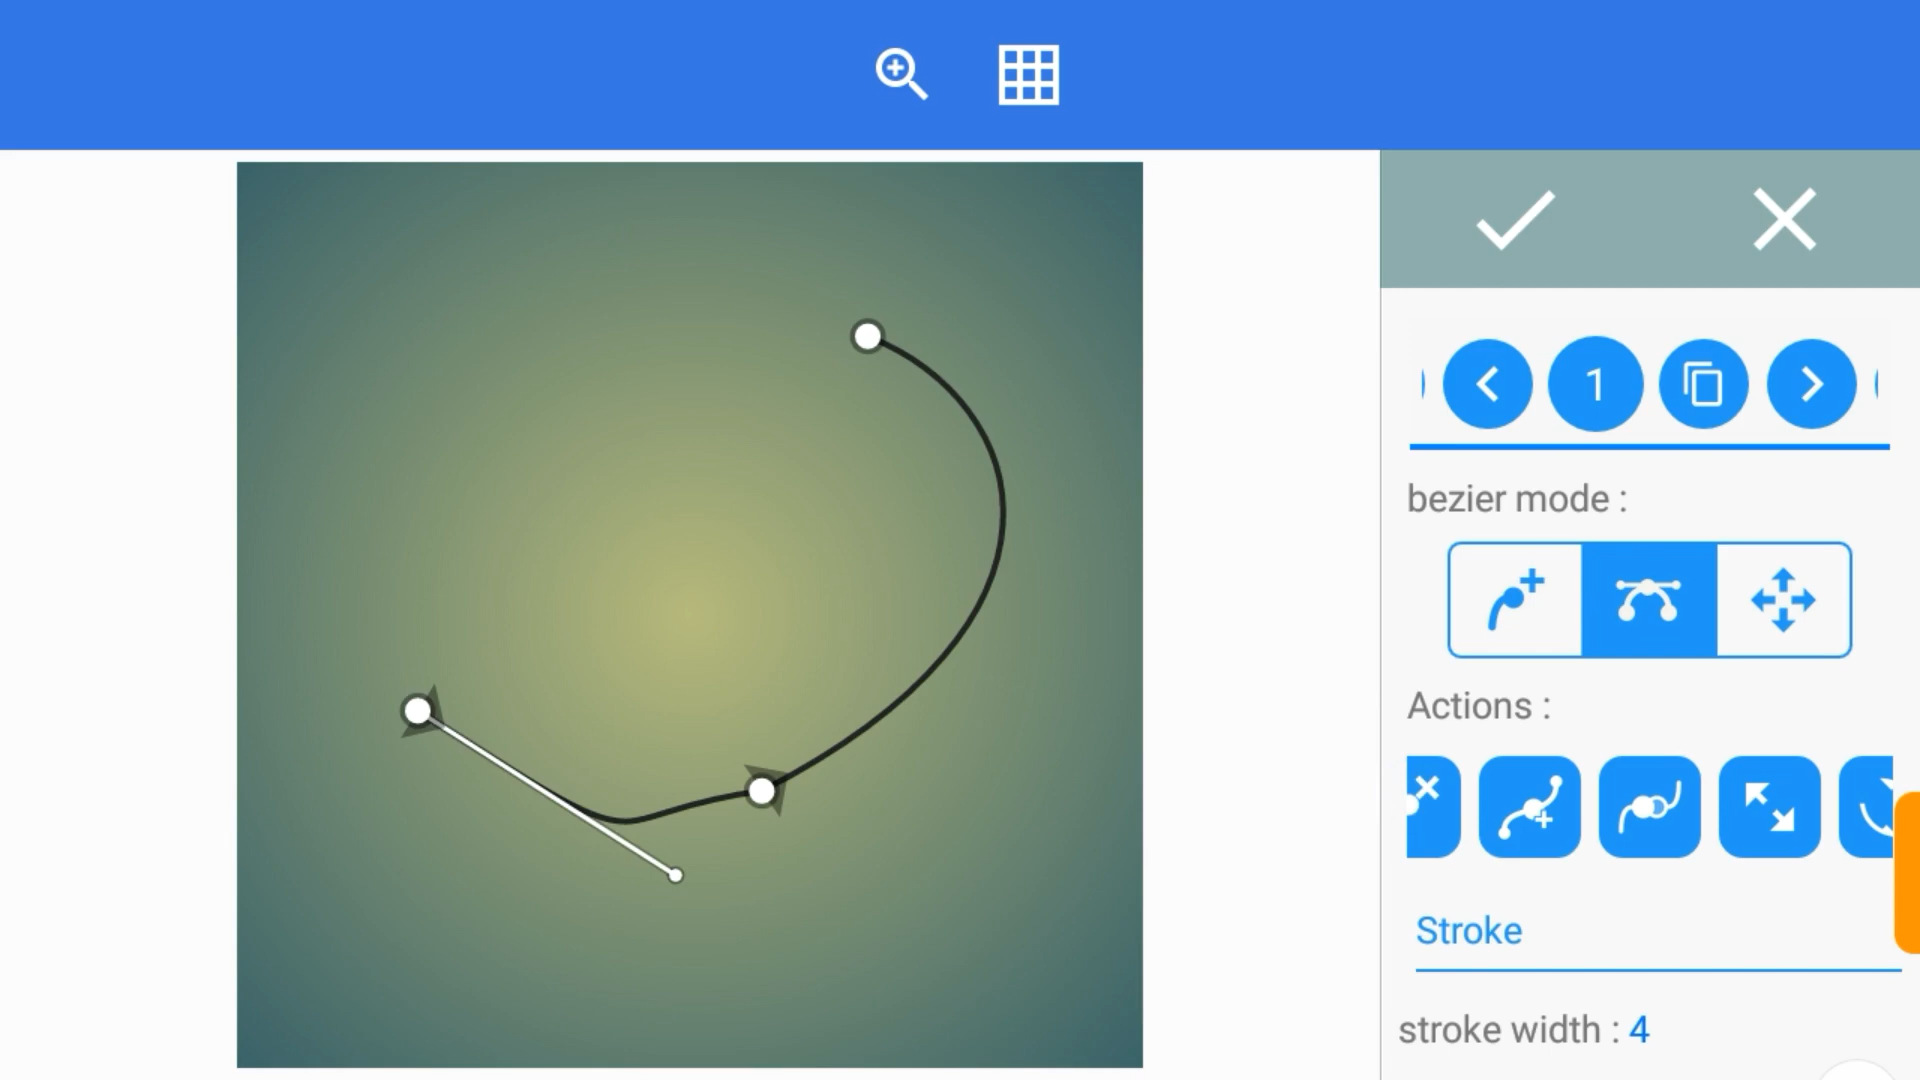 1
bezier mode :
Actions :
Stroke
stroke width : 4